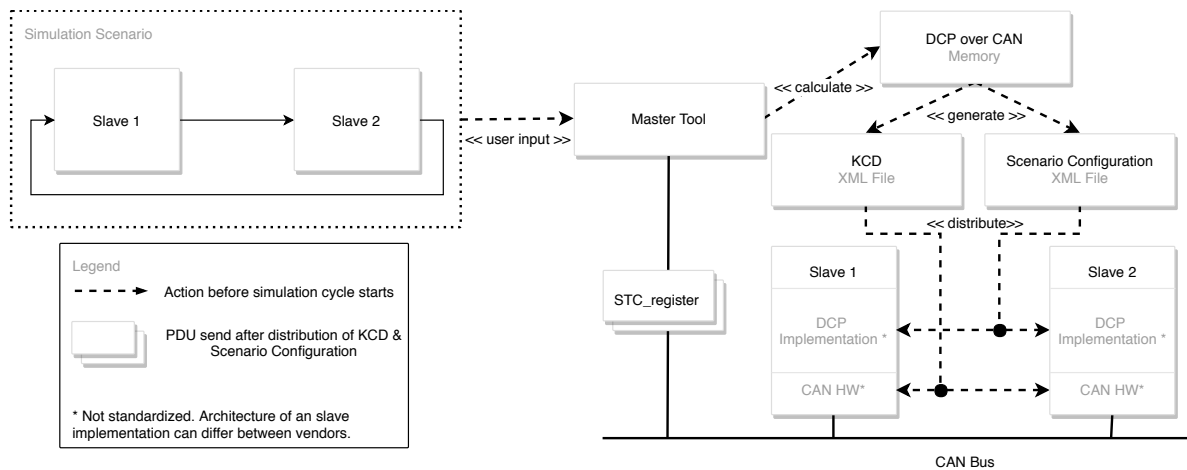 Simulation Scenario
Slave 1
Slave 2
<< user input >>
Master Tool
<< calculate >>
DCP over CAN
Memory
<< generate >>
KCD
XML File
Scenario Configuration
XML File
<< distribute>>
Legend
Action before simulation cycle starts
PDU send after distribution of KCD &
Scenario Configuration
* Not standardized. Architecture of an slave
implementation can differ between vendors.
STC_register
Slave 1
DCP
Implementation *
CAN HW*
Slave 2
DCP
Implementation *
CAN HW*
CAN Bus